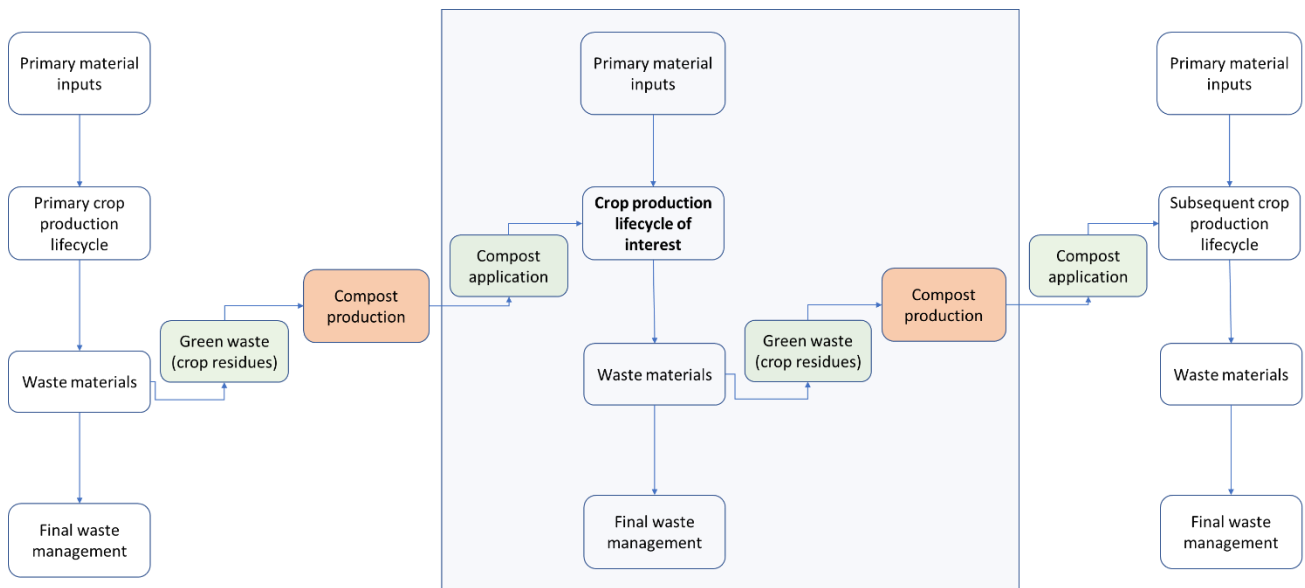 Primary material
inputs
Primary crop
production
lifecycle
Waste materials
Final waste
management
Green waste
(crop residues)
Compost
production
Compost
application
Primary material
inputs
Crop production
lifecycle of
interest
Waste materials
Final waste
management
Green waste
(crop residues)
Compost
production
Compost
application
Primary material
inputs
Subsequent crop
production
lifecycle
Waste materials
Final waste
management